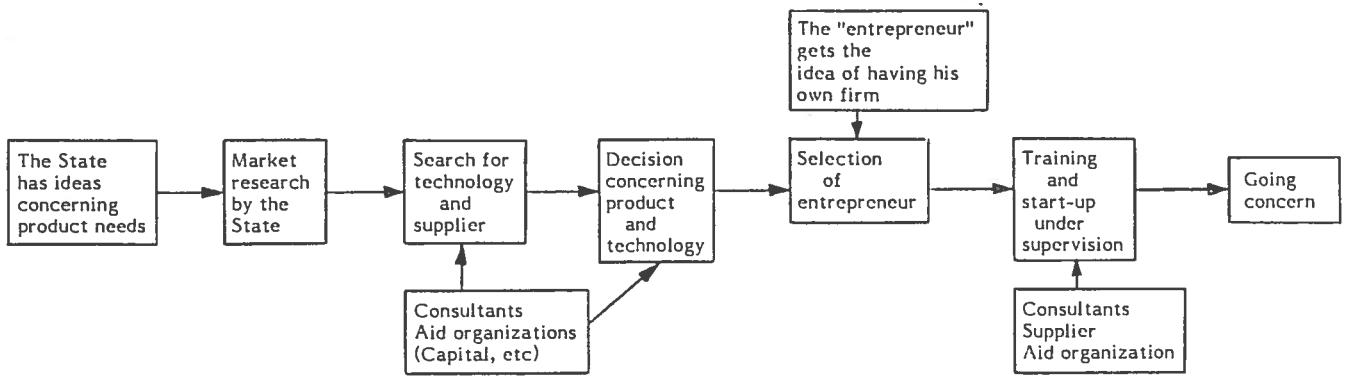 The "entrepreneur"
gets the
idea of having his
own firm
The State
has ideas
concerning
product needs
Market
research
by the
State
Search for
technology
and
supplier
Decision
concerning
product
and
technology
Selection
of
entrepreneur
Training
and
start-up
under
supervision
Going
concern
Consultants
Aid organizations
(Capital, etc)
Consultants
Supplier
Aid organization